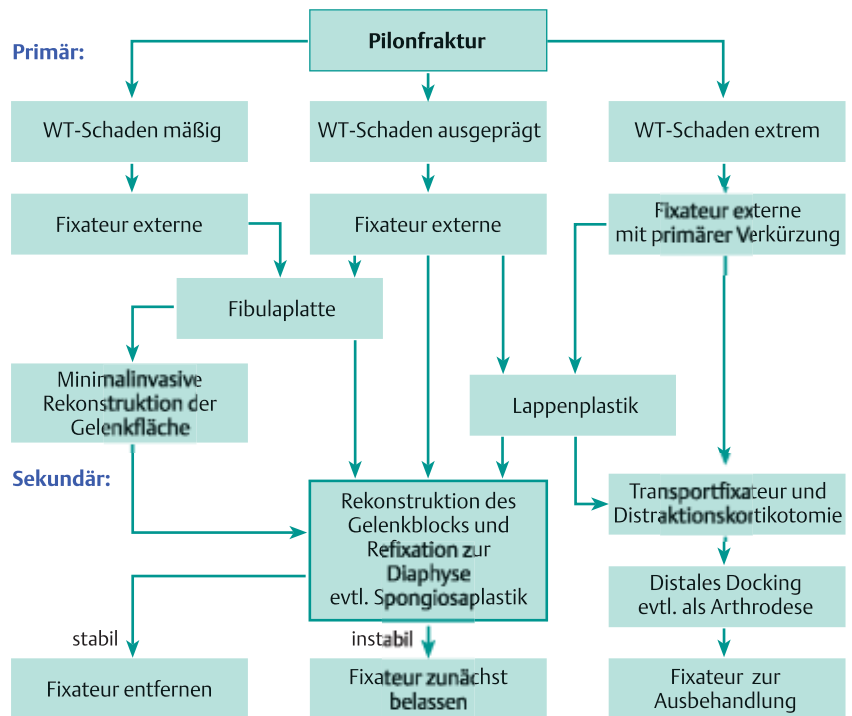 Pilonfraktur
Primär:
WT-Schaden mäßig
WT-Schaden ausgeprägt
WT-Schaden extrem
Fixateur externe
Fixateur externe
Fixateur externe
mit primärer Verkürzung
Fibulaplatte
Minimalinvasive
Rekonstruktion der
Gelenkfläche
Lappenplastik
Sekundär:
Rekonstruktion des
Gelenkblocks und
Refixation zur
Diaphyse
evtl. Spongiosaplastik
Transportfixateur und
Distraktionskortikotomie
Distales Docking
evtl. als Arthrodese
stabil
instabil
Fixateur entfernen
Fixateur zunächst
belassen
Fixateur zur
Ausbehandlung